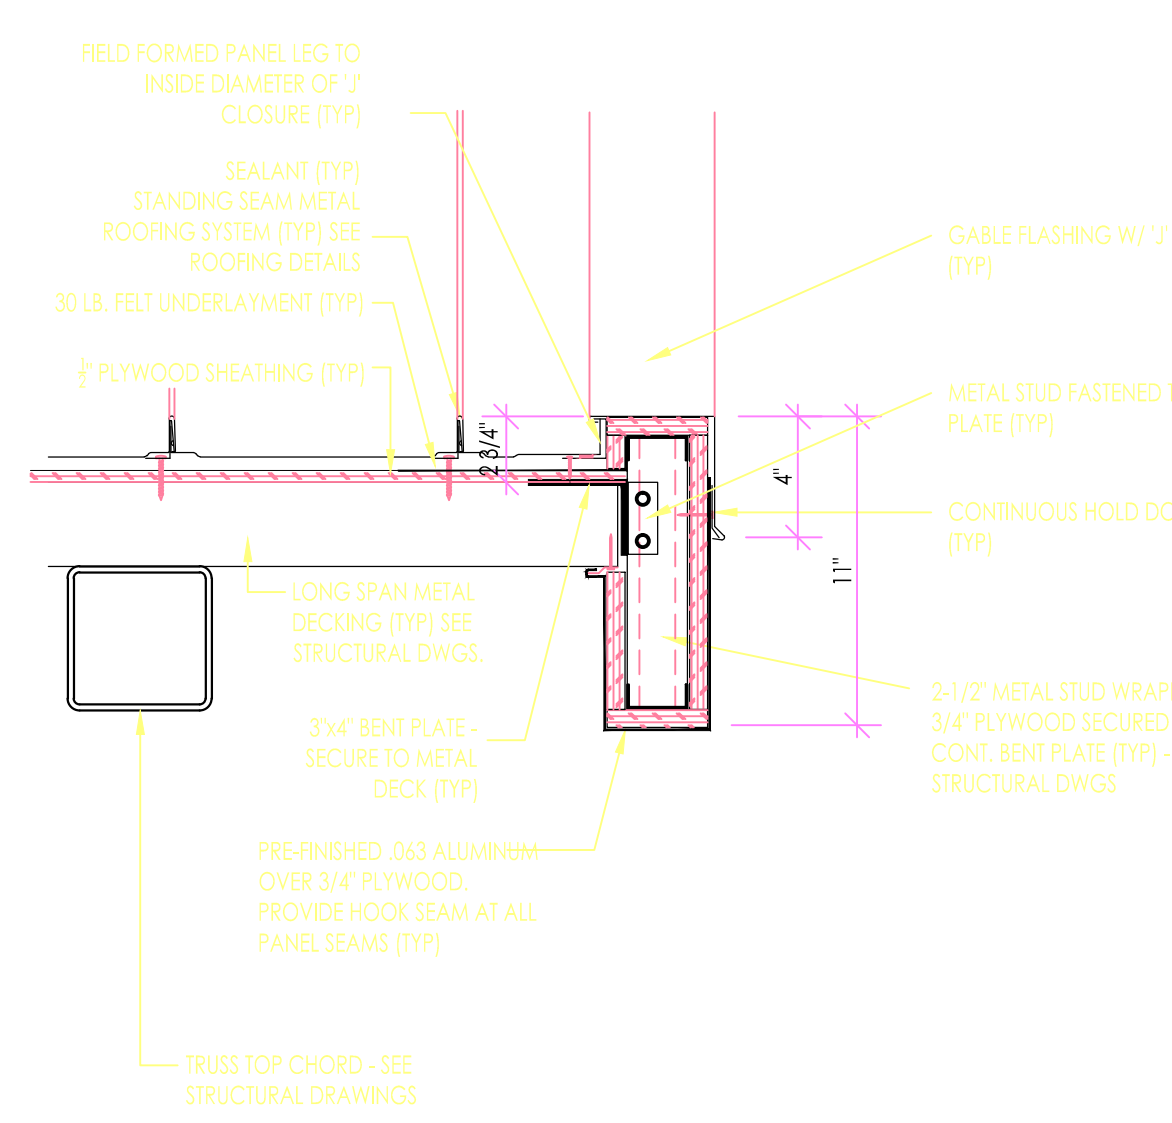 FIELD FORMED PANEL LEG TO
INSIDE DIAMETER OF 'J'
CLOSURE (TYP)
SEALANT (TYP)
STANDING SEAM METAL
ROOFING SYSTEM (TYP) SEE
ROOFING DETAILS
30 LB. FELT UNDERLAYMENT (TYP)
1/2" PLYWOOD SHEATHING (TYP)
GABLE FLASHING W/ 'J'
(TYP)
METAL STUD FASTENED T
PLATE (TYP)
CONTINUOUS HOLD DO
(TYP)
2 3/4"
4"
11"
LONG SPAN METAL
DECKING (TYP) SEE
STRUCTURAL DWGS.
2-1/2" METAL STUD WRAP
3/4" PLYWOOD SECURED
CONT. BENT PLATE (TYP) -
STRUCTURAL DWGS
3"x4" BENT PLATE -
SECURE TO METAL
DECK (TYP)
PRE-FINISHED .063 ALUMINUM
OVER 3/4" PLYWOOD.
PROVIDE HOOK SEAM AT ALL
PANEL SEAMS (TYP)
TRUSS TOP CHORD - SEE
STRUCTURAL DRAWINGS